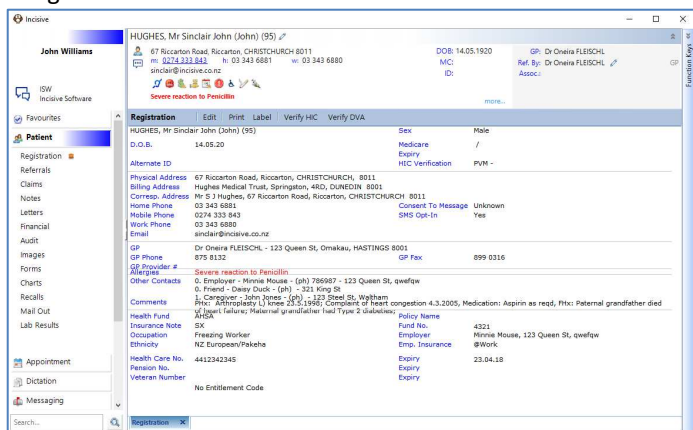 Incisive
John Williams
ISW
Incisive Software
Favourites
Patient
Registration
Referrals
Claims
Notes
Letters
Financial
Audit
Images
Forms
Charts
Recalls
Mail Out
Lab Results
Appointment
Dictation
Messaging
Search...
HUGHES, Mr Sinclair John (John) (95)
67 Riccarton Road, Riccarton, CHRISTCHURCH 8011
m: 0274 333 843 h: 03 343 6881 w: 03 343 6880
sinclair@incisive.co.nz
Severe reaction to Penicillin
DOB: 14.05.1920
MC:
ID:
more...
GP: Dr Oneira FLEISCHL
Ref. By: Dr Oneira FLEISCHL GP
Assoc.:
Function Keys
Registration Edit Print Label Verify HIC Verify DVA
HUGHES, Mr Sinclair John (John) (95) Sex Male
D.O.B. 14.05.20 Medicare /
Expiry
Alternate ID HIC Verification PVM -
Physical Address 67 Riccarton Road, Riccarton, CHRISTCHURCH, 8011
Billing Address Hughes Medical Trust, Springston, 4RD, DUNEDIN 8001
Corresp. Address Mr S J Hughes, 67 Riccarton Road, Riccarton, CHRISTCHURCH 8011
Home Phone 03 343 6881 Consent To Message Unknown
Mobile Phone 0274 333 843 SMS Opt-In Yes
Work Phone 03 343 6880
Email sinclair@incisive.co.nz
GP Dr Oneira FLEISCHL - 123 Queen St, Omakau, HASTINGS 8001
GP Phone 875 8132 GP Fax 899 0316
GP Provider #
Allergies Severe reaction to Penicillin
Other Contacts 0. Employer - Minnie Mouse - (ph) 786987 - 123 Queen St, qwefqw
0. Friend - Daisy Duck - (ph) - 321 King St
1. Caregiver - John Jones - (ph) - 123 Steel St, Waltham
Comments PHx: Arthroplasty L) knee 23.5.1998; Complaint of heart congestion 4.3.2005, Medication: Aspirin as reqd, FHx: Paternal grandfather died
of heart failure; Maternal grandfather had Type 2 diabetes;
Health Fund AHSA Policy Name
Insurance Note SX Fund No. 4321
Occupation Freezing Worker Employer Minnie Mouse, 123 Queen St, qwefqw
Ethnicity NZ European/Pakeha Emp. Insurance @Work
Health Care No. 4412342345 Expiry 23.04.18
Pension No. Expiry
Veteran Number Expiry
No Entitlement Code
Registration X